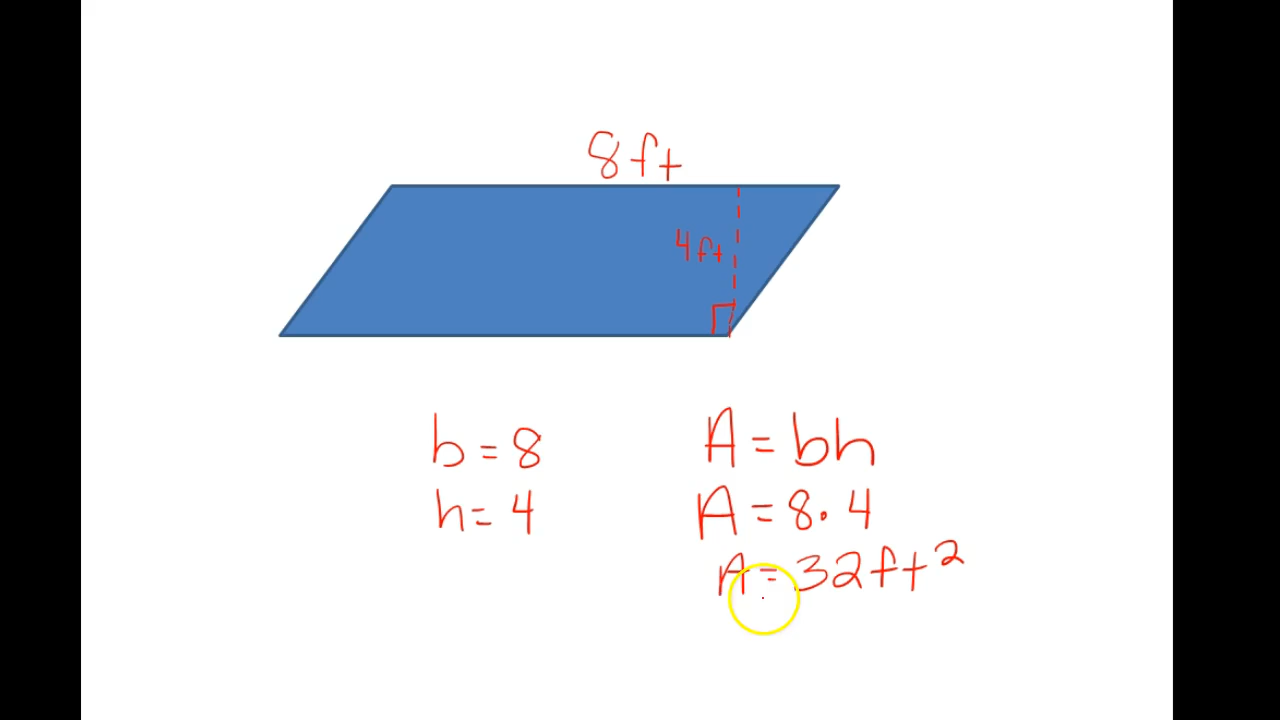 8ft
4ft
b = 8
h = 4
A = bh
A = 8 • 4
A = 32ft²